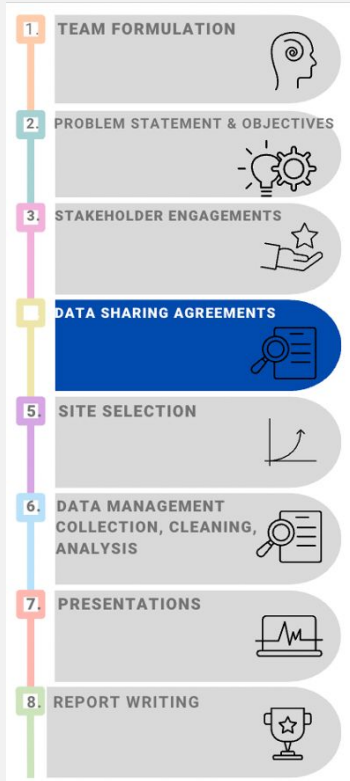 1. TEAM FORMULATION
2. PROBLEM STATEMENT & OBJECTIVES
3. STAKEHOLDER ENGAGEMENTS
DATA SHARING AGREEMENTS
5. SITE SELECTION
6. DATA MANAGEMENT
COLLECTION, CLEANING,
ANALYSIS
7. PRESENTATIONS
8. REPORT WRITING